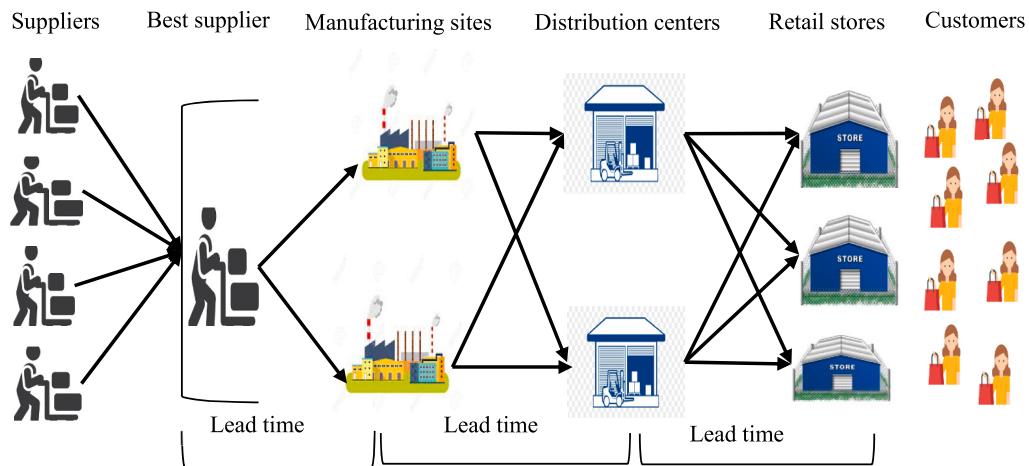 Suppliers
Best supplier
Manufacturing sites
Distribution centers
Retail stores
Customers
STORE
STORE
STORE
Lead time
Lead time
Lead time